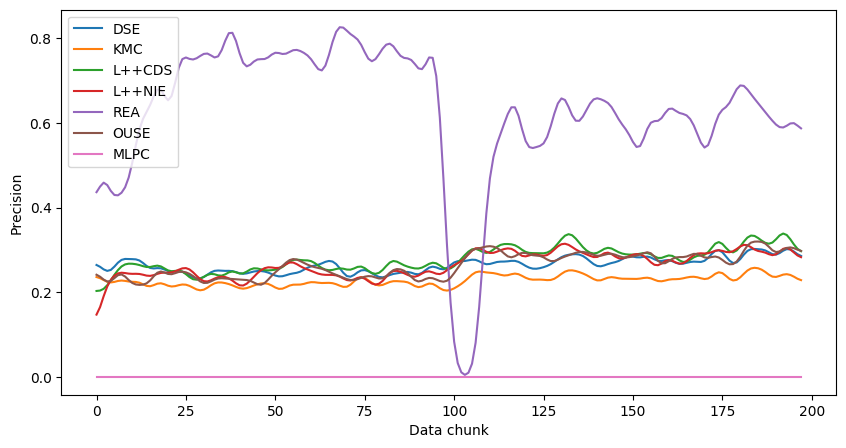 DSE
KMC
L++CDS
L++NIE
REA
OUSE
MLPC
Precision
0.8
0.6
0.4
0.2
0.0
0 25 50 75 100 125 150 175 200
Data chunk